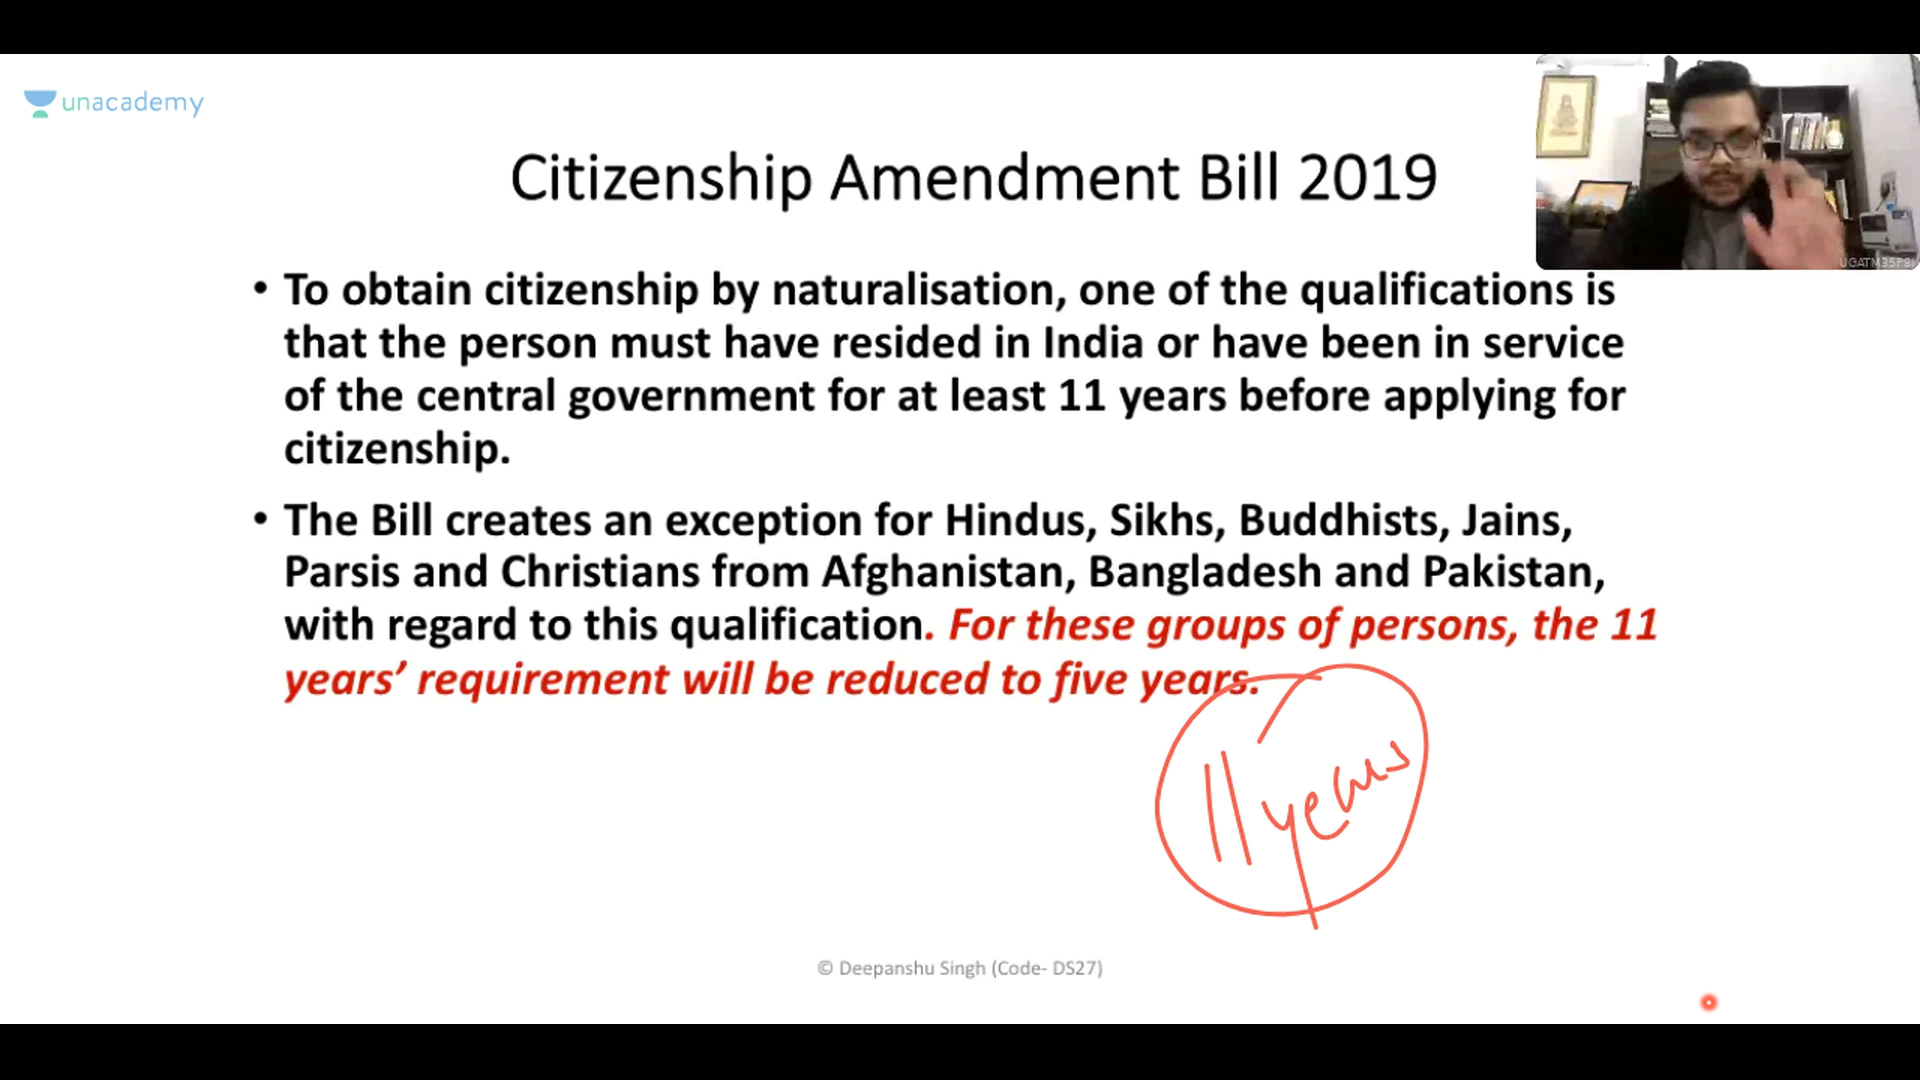 unacademy
Citizenship Amendment Bill 2019
UGATM35P8I
• To obtain citizenship by naturalisation, one of the qualifications is
that the person must have resided in India or have been in service
of the central government for at least 11 years before applying for
citizenship.
• The Bill creates an exception for Hindus, Sikhs, Buddhists, Jains,
Parsis and Christians from Afghanistan, Bangladesh and Pakistan,
with regard to this qualification. For these groups of persons, the 11
years’ requirement will be reduced to five years.
11 years
© Deepanshu Singh (Code- DS27)